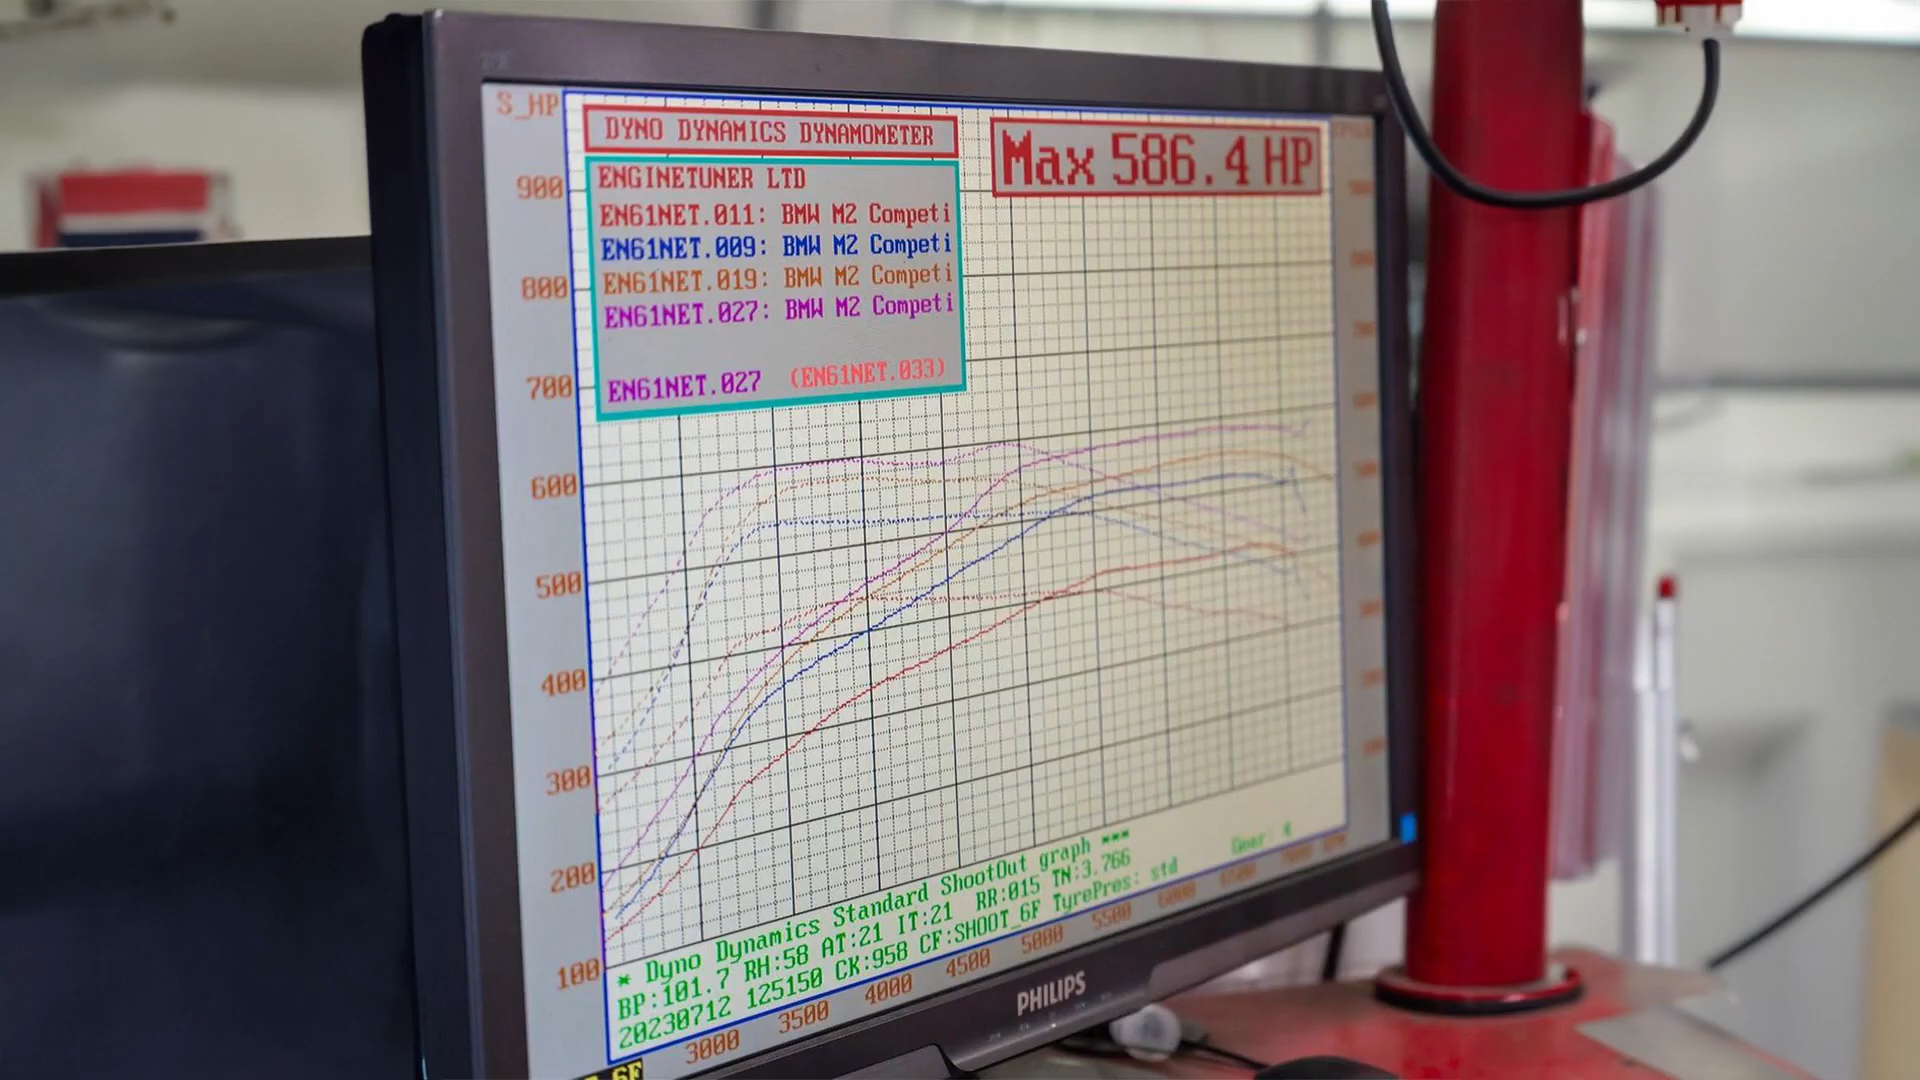 S_HP
DYNO DYNAMICS DYNAMOMETER
Max 586.4 HP
ENGINETUNER LTD
EN61NET.011: BMW M2 Competi
EN61NET.009: BMW M2 Competi
EN61NET.019: BMW M2 Competi
EN61NET.027: BMW M2 Competi
EN61NET.027 (EN61NET.033)
900
800
700
600
500
400
300
200
100
* Dyno Dynamics Standard ShootOut graph ***
BP:101.7 RH:58 AT:21 IT:21 RR:015 TN:3.766
20230712 125150 CK:958 CF:SHOOT_6F TyrePres: std
3000 3500 4000 4500 5000 5500 6000 6500
PHILIPS